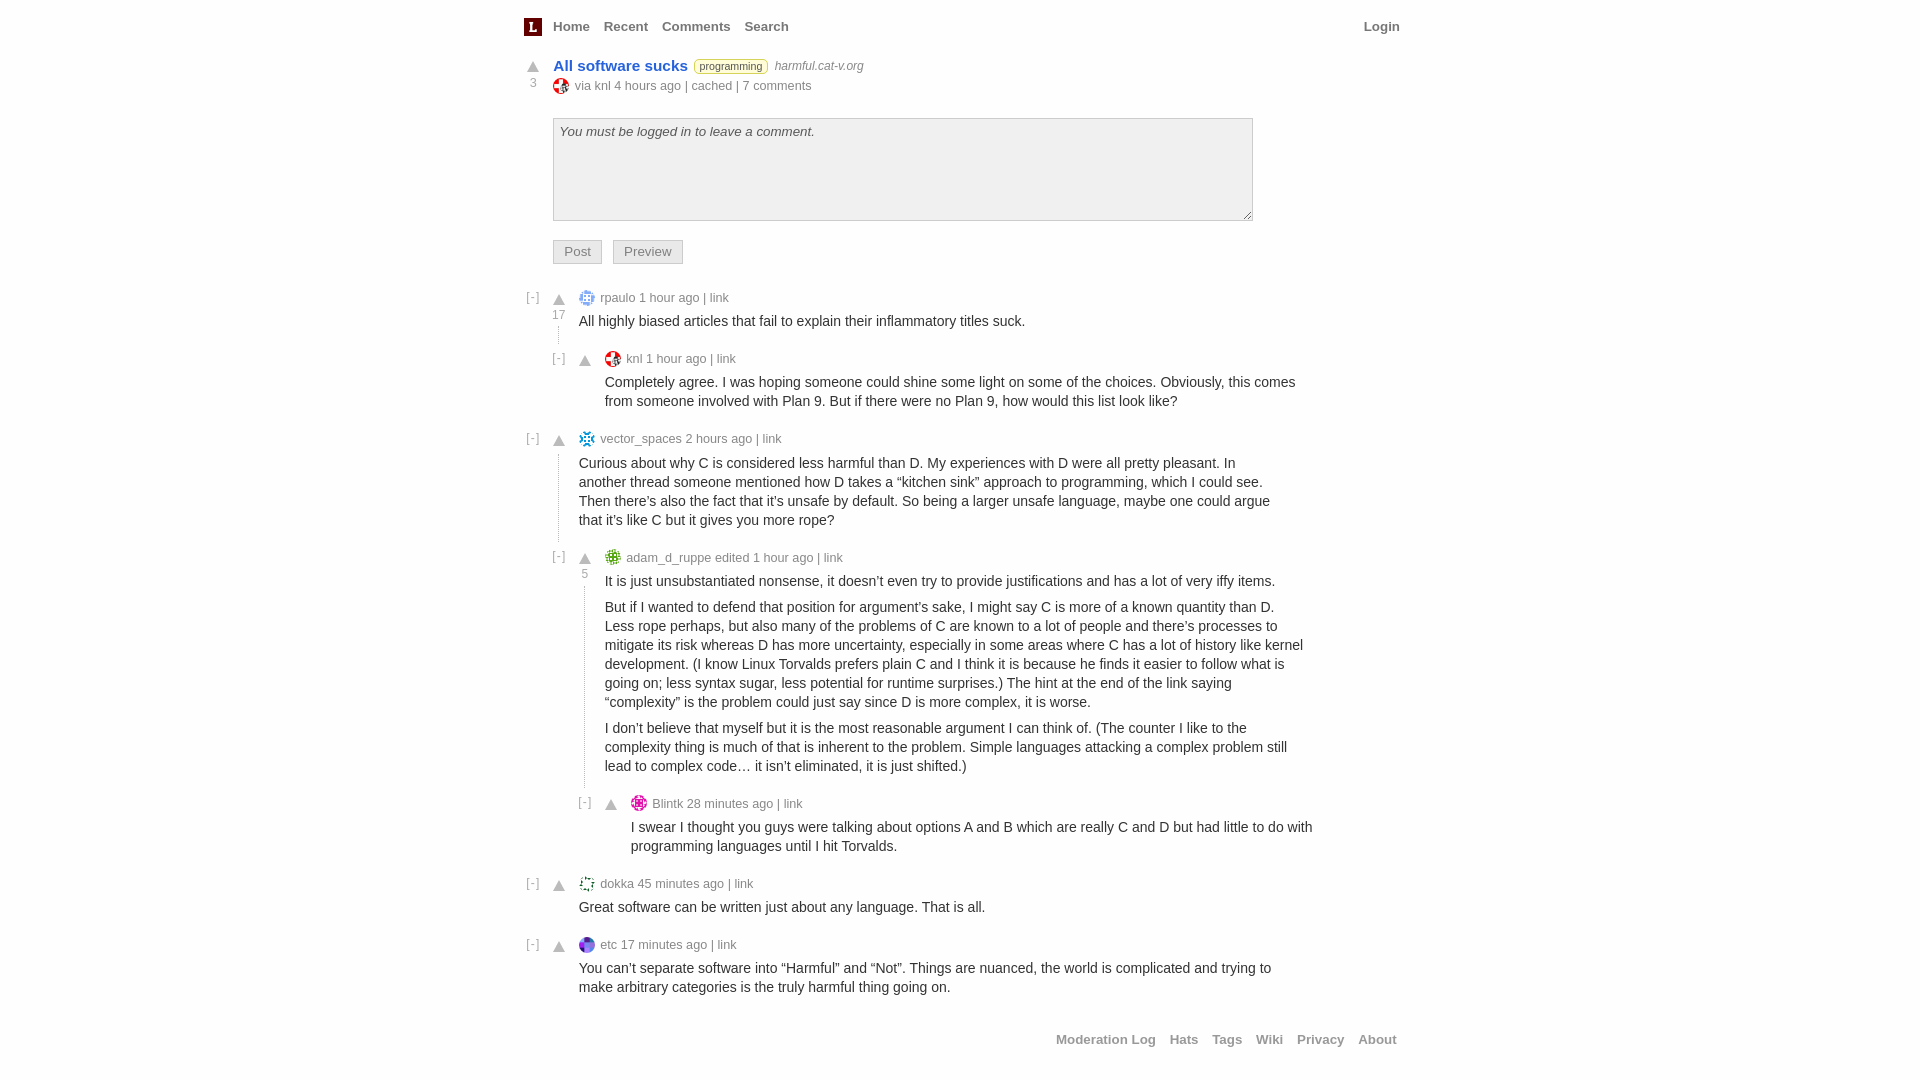 L Home Recent Comments Search Login
All software sucks programming harmful.cat-v.org
3
via knl 4 hours ago | cached | 7 comments
You must be logged in to leave a comment.
Post Preview
[-] rpaulo 1 hour ago | link
17
All highly biased articles that fail to explain their inflammatory titles suck.
[-] knl 1 hour ago | link
Completely agree. I was hoping someone could shine some light on some of the choices. Obviously, this comes
from someone involved with Plan 9. But if there were no Plan 9, how would this list look like?
[-] vector_spaces 2 hours ago | link
Curious about why C is considered less harmful than D. My experiences with D were all pretty pleasant. In
another thread someone mentioned how D takes a “kitchen sink” approach to programming, which I could see.
Then there’s also the fact that it’s unsafe by default. So being a larger unsafe language, maybe one could argue
that it’s like C but it gives you more rope?
[-] adam_d_ruppe edited 1 hour ago | link
5
It is just unsubstantiated nonsense, it doesn’t even try to provide justifications and has a lot of very iffy items.
But if I wanted to defend that position for argument’s sake, I might say C is more of a known quantity than D.
Less rope perhaps, but also many of the problems of C are known to a lot of people and there’s processes to
mitigate its risk whereas D has more uncertainty, especially in some areas where C has a lot of history like kernel
development. (I know Linux Torvalds prefers plain C and I think it is because he finds it easier to follow what is
going on; less syntax sugar, less potential for runtime surprises.) The hint at the end of the link saying
“complexity” is the problem could just say since D is more complex, it is worse.
I don’t believe that myself but it is the most reasonable argument I can think of. (The counter I like to the
complexity thing is much of that is inherent to the problem. Simple languages attacking a complex problem still
lead to complex code… it isn’t eliminated, it is just shifted.)
[-] Blintk 28 minutes ago | link
I swear I thought you guys were talking about options A and B which are really C and D but had little to do with
programming languages until I hit Torvalds.
[-] dokka 45 minutes ago | link
Great software can be written just about any language. That is all.
[-] etc 17 minutes ago | link
You can’t separate software into “Harmful” and “Not”. Things are nuanced, the world is complicated and trying to
make arbitrary categories is the truly harmful thing going on.
Moderation Log Hats Tags Wiki Privacy About